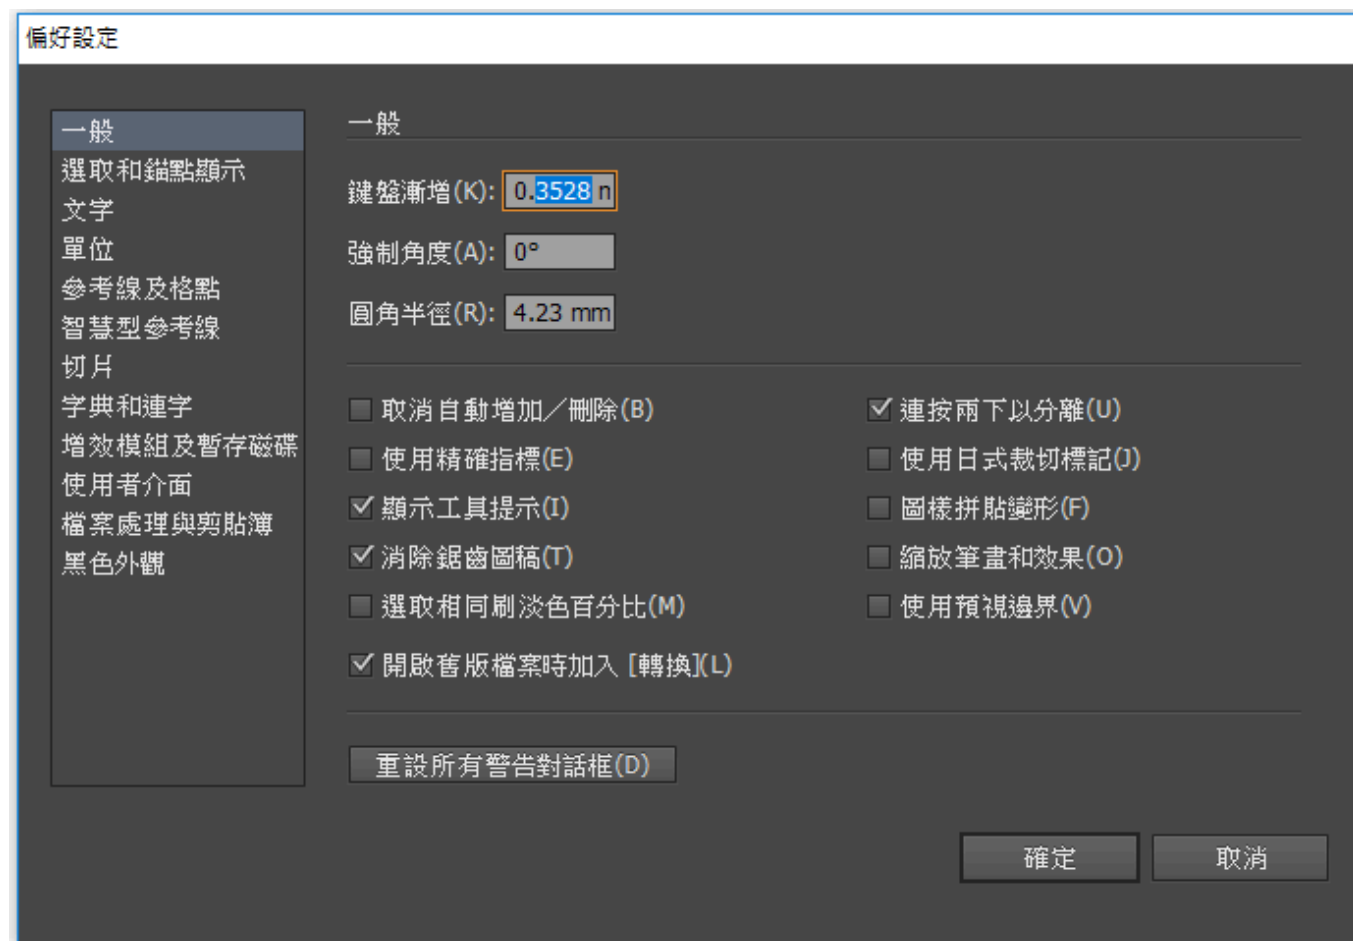 偏好設定
一般
選取和錨點顯示
文字
單位
參考線及格點
智慧型參考線
切片
字典和連字
增效模組及暫存磁碟
使用者介面
檔案處理與剪貼簿
黑色外觀
一般
鍵盤漸增(K): 0.3528 n
強制角度(A): 0°
圓角半徑(R): 4.23 mm
取消自動增加／刪除(B)
連按兩下以分離(U)
使用精確指標(E)
使用日式裁切標記(J)
顯示工具提示(I)
圖樣拼貼變形(F)
消除鋸齒圖稿(T)
縮放筆畫和效果(O)
選取相同刷淡色百分比(M)
使用預視邊界(V)
開啟舊版檔案時加入 [轉換](L)
重設所有警告對話框(D)
確定
取消